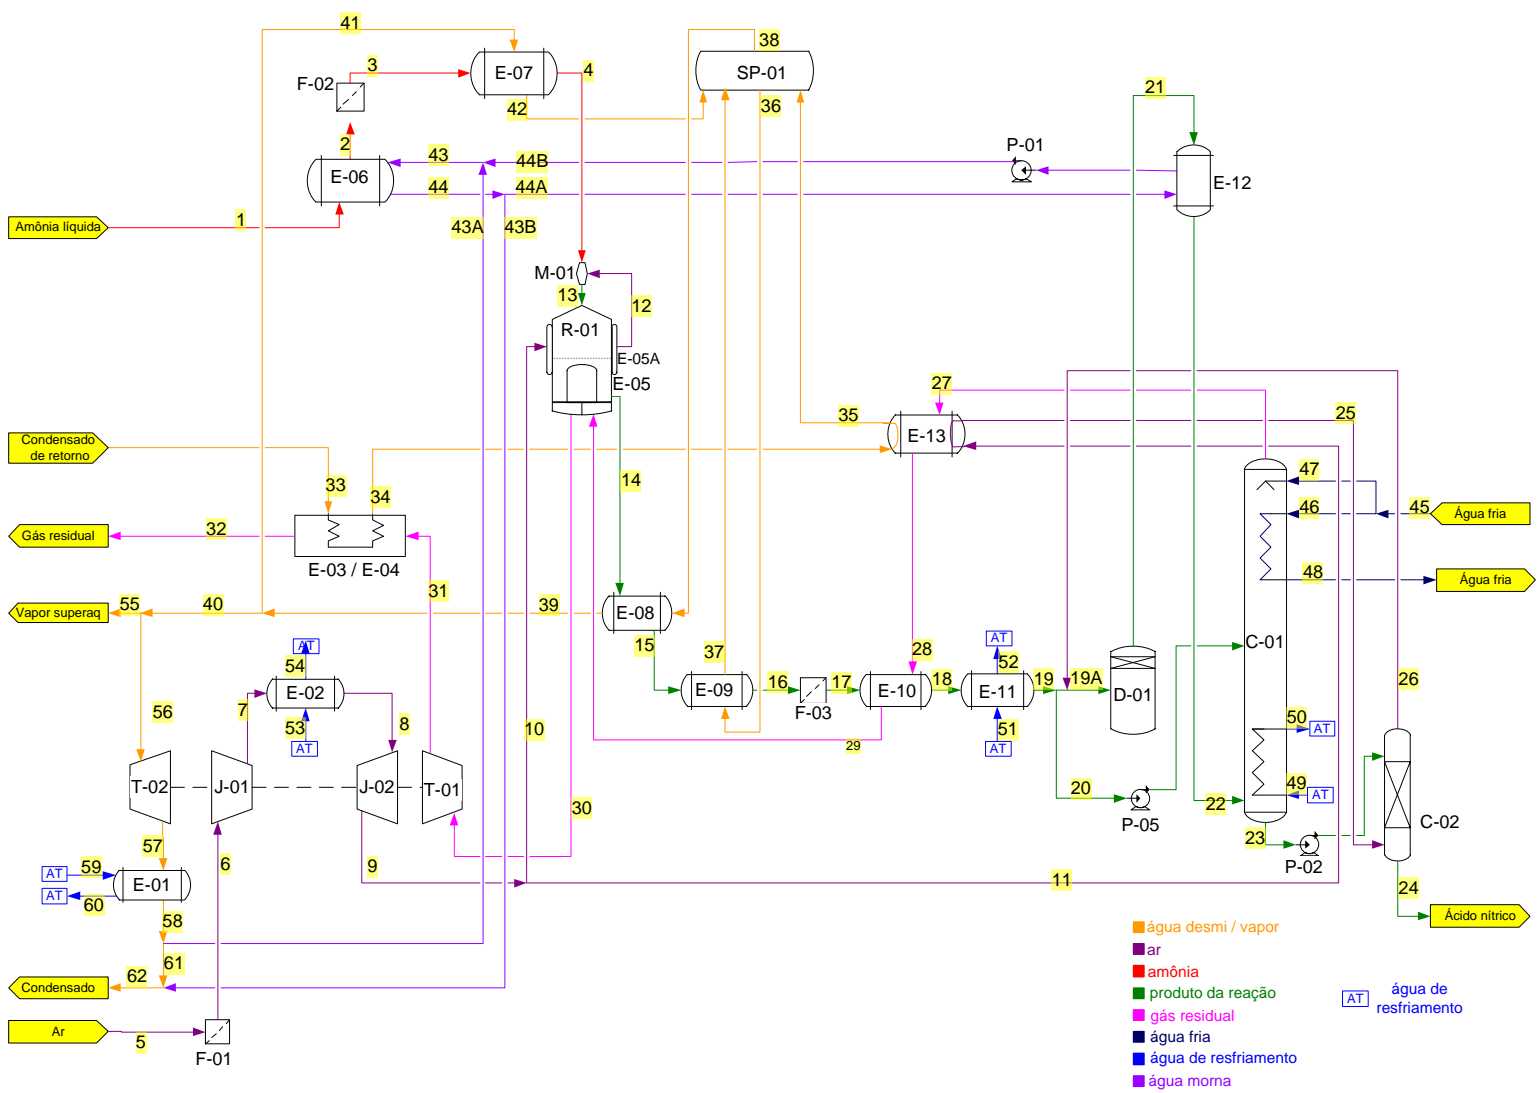 41
38
3
E-07
4
SP-01
F-02
42
36
21
2
43
44B
P-01
E-06
44
44A
E-12
Amônia líquida
1
43A
43B
M-01
13
12
R-01
E-05A
E-05
27
35
25
E-13
Condensado
de retorno
33
34
14
47
46
45
Água fria
Gás residual
32
E-03 / E-04
31
48
Água fria
Vapor superaq
55
40
39
E-08
C-01
AT
54
15
37
28
AT
52
E-02
E-09
16
17
E-10
18
E-11
19
19A
D-01
26
7
53
8
F-03
51
50
AT
56
AT
10
29
AT
T-02
J-01
J-02
T-01
20
49
AT
30
P-05
22
C-02
57
6
9
23
P-02
AT
59
E-01
11
AT
60
24
58
Ácido nítrico
61
água desmi / vapor
ar
Condensado
62
amônia
produto da reação
AT
água de
resfriamento
gás residual
Ar
5
F-01
água fria
água de resfriamento
água morna